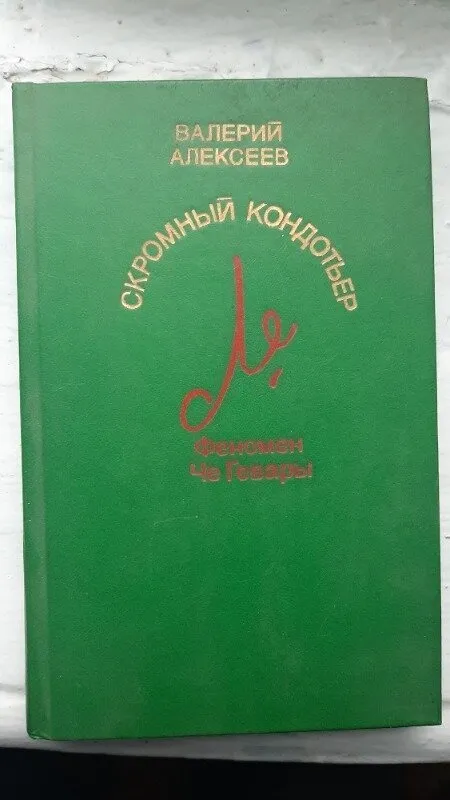 ВАЛЕРИЙ
АЛЕКСЕЕВ
СКРОМНЫЙ КОНДОТЬЕР
Феномен
Че Гевары